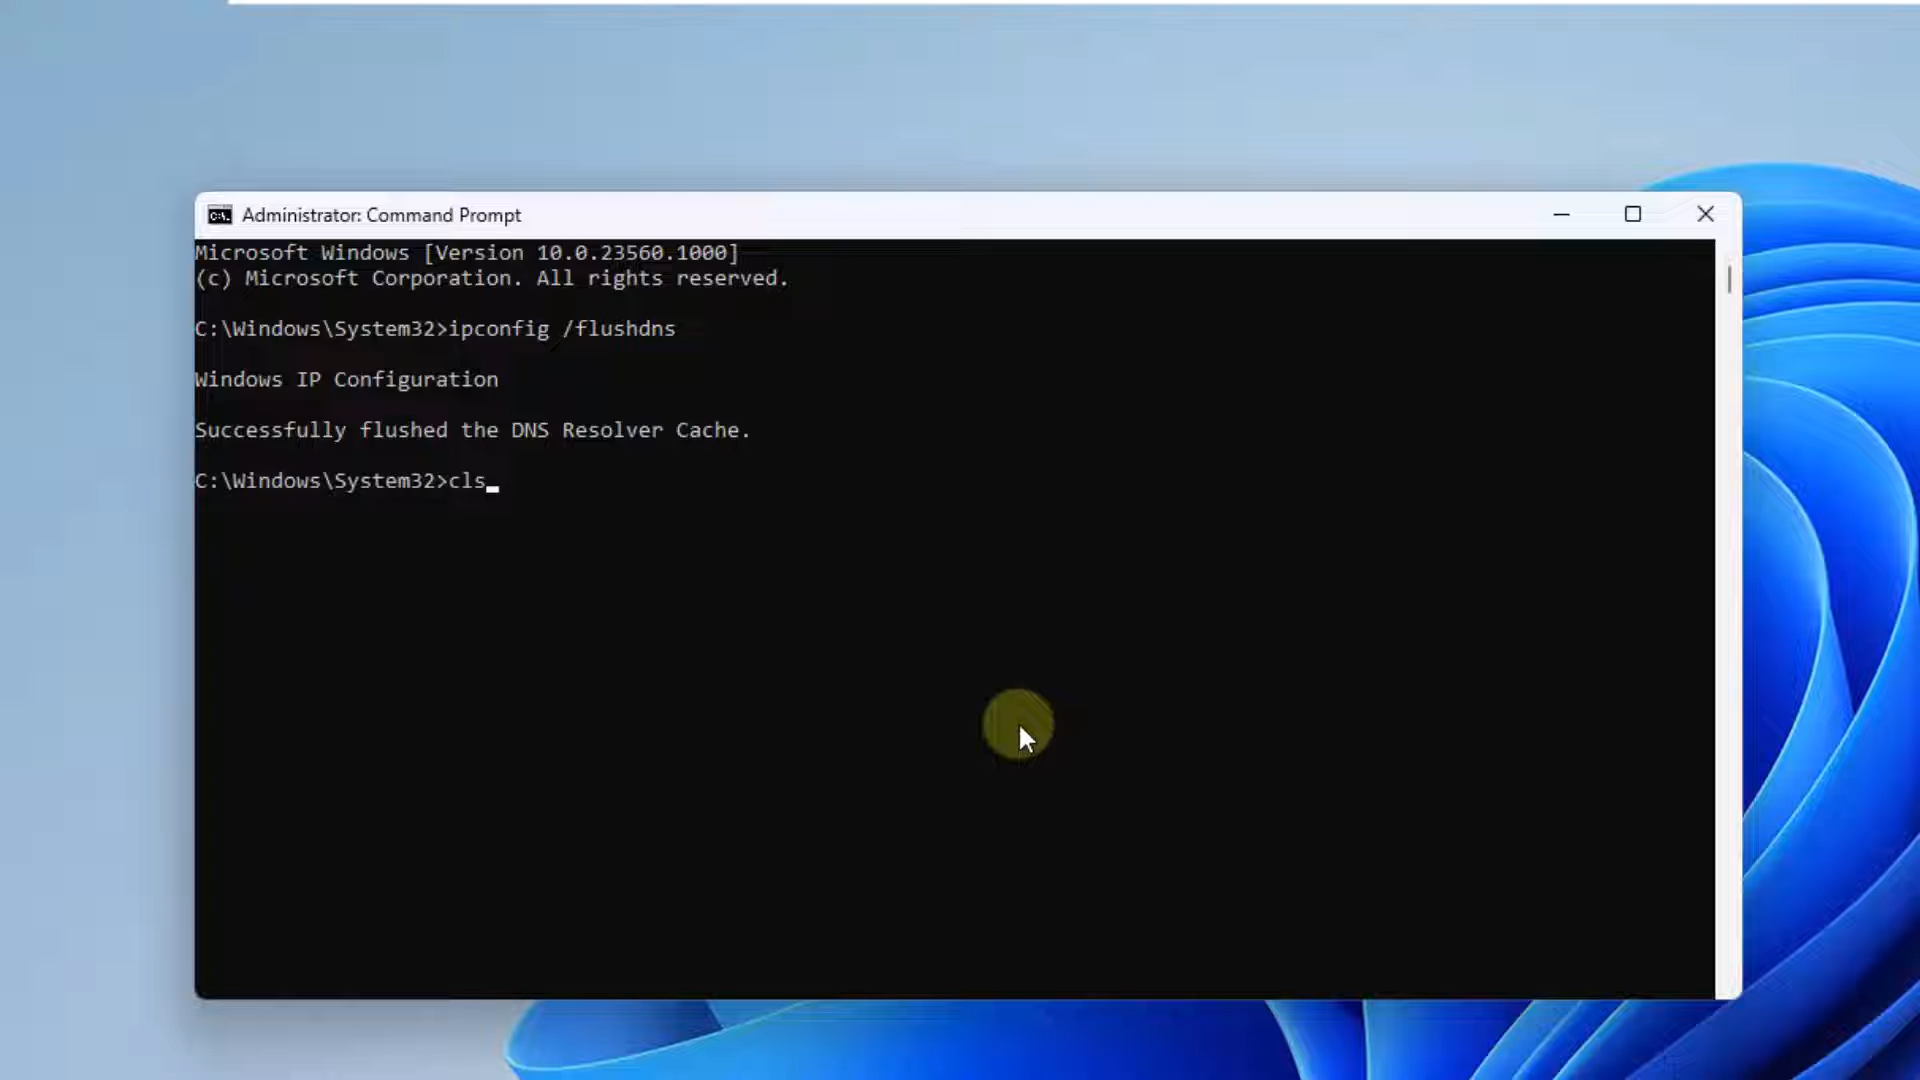 Administrator: Command Prompt
Microsoft Windows [Version 10.0.23560.1000]
(c) Microsoft Corporation. All rights reserved.
C:\Windows\System32>ipconfig /flushdns
Windows IP Configuration
Successfully flushed the DNS Resolver Cache.
C:\Windows\System32>cls